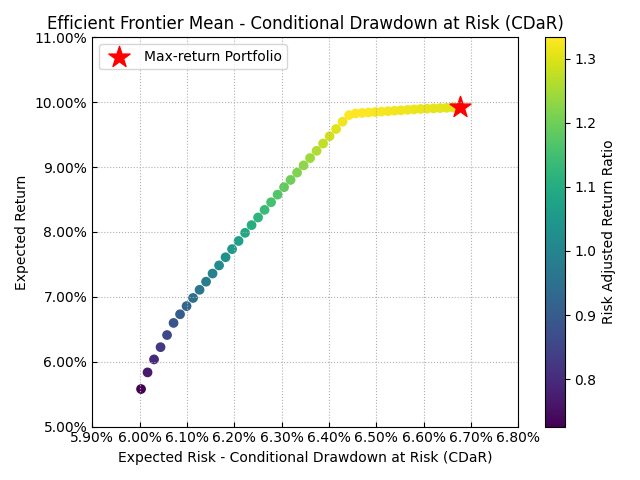 Efficient Frontier Mean - Conditional Drawdown at Risk (CDaR)
Max-return Portfolio
11.00%
10.00%
9.00%
8.00%
7.00%
6.00%
5.00%
Expected Return
5.90% 6.00% 6.10% 6.20% 6.30% 6.40% 6.50% 6.60% 6.70% 6.80%
Expected Risk - Conditional Drawdown at Risk (CDaR)
1.3
1.2
1.1
1.0
0.9
0.8
Risk Adjusted Return Ratio